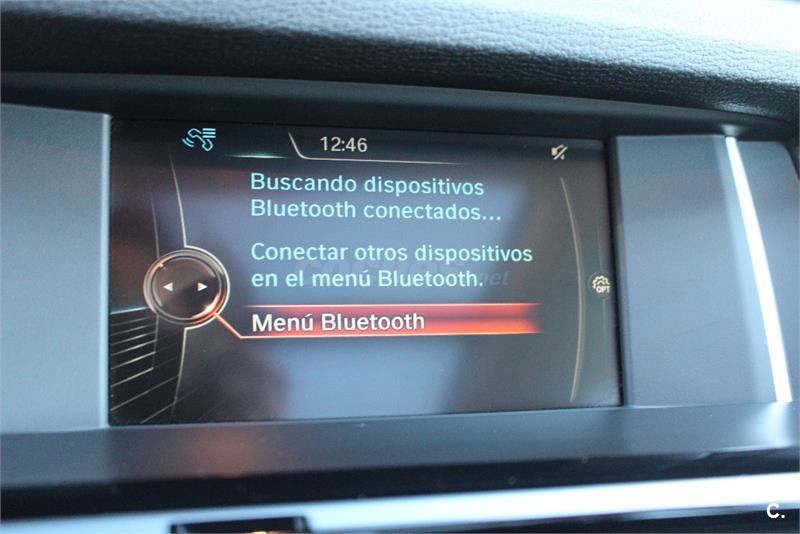 12:46
Buscando dispositivos
Bluetooth conectados...
Conectar otros dispositivos
en el menú Bluetooth.
Menú Bluetooth
OPT
c.